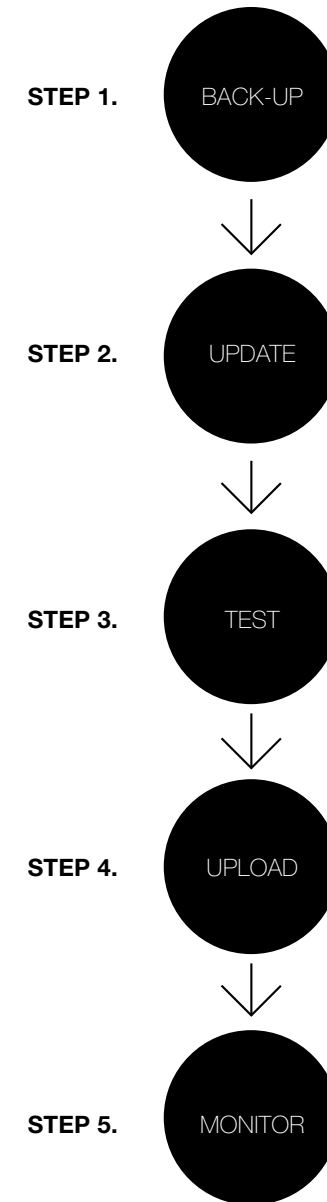 STEP 1. BACK-UP
STEP 2. UPDATE
STEP 3. TEST
STEP 4. UPLOAD
STEP 5. MONITOR